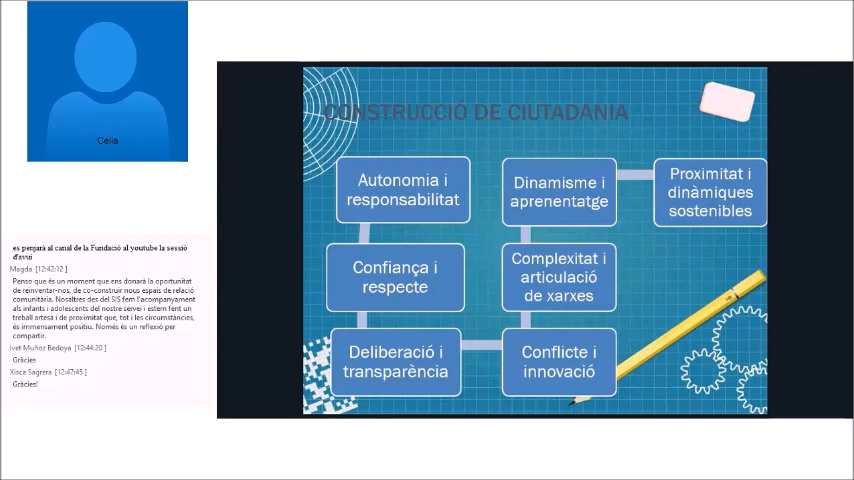 Celia
es penjarà al canal de la Fundació al youtube la sessió
d'avui
Magda [12:42:12 ]
Penso que és un moment que ens donarà la oportunitat
de reinventar-nos, de co-construir nous espais de relació
comunitària. Nosaltres des del SIS fem l'acompanyament
als infants i adolescents del nostre servei i estem fent un
treball artesà i de proximitat que, tot i les circumstàncies,
és immensament positiu. Només és un reflexió per
compartir.
Ivet Muñoz Bedoya [12:44:20 ]
Gràcies
Xisca Sagrera [12:47:45 ]
Gràcies!
CONSTRUCCIÓ DE CIUTADANIA
Autonomia i
responsabilitat
Confiança i
respecte
Deliberació i
transparència
Conflicte i
innovació
Complexitat i
articulació
de xarxes
Dinamisme i
aprenentatge
Proximitat i
dinàmiques
sostenibles